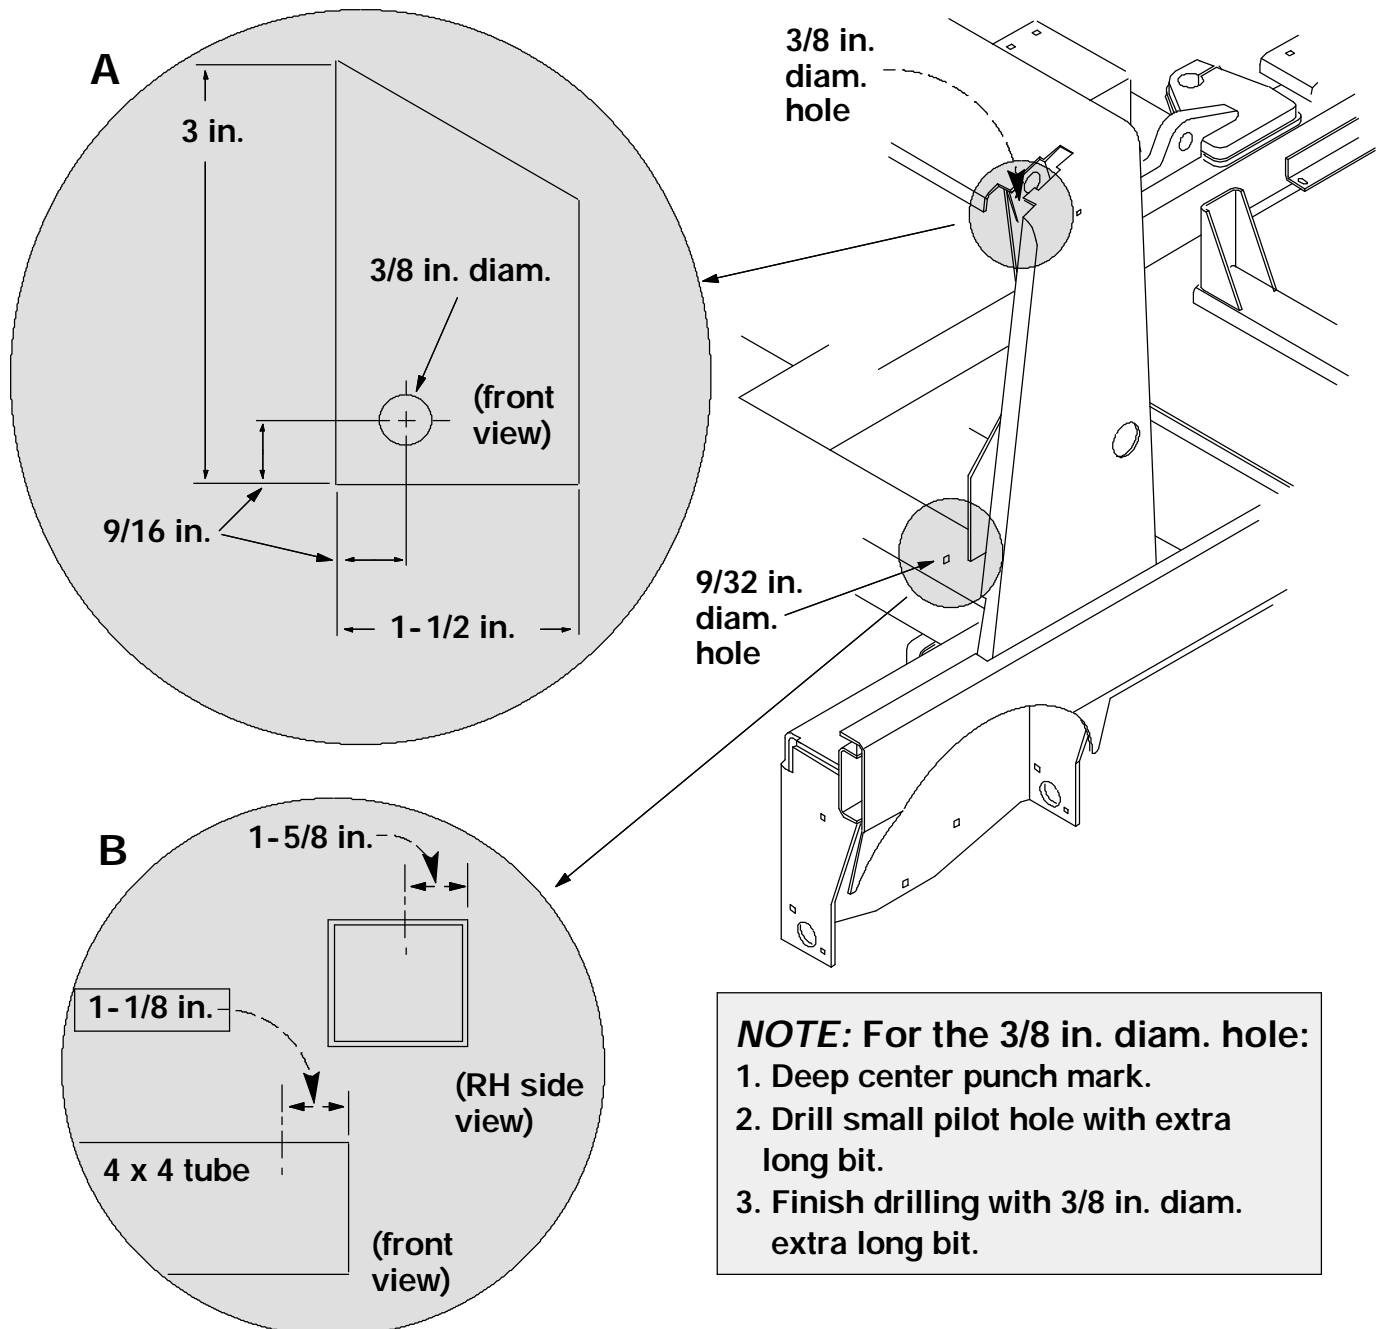 A
3 in.
3/8 in. diam.
(front
view)
9/16 in.
1-1/2 in.
3/8 in.
diam.
hole
9/32 in.
diam.
hole
B
1-5/8 in.
1-1/8 in.
(RH side
view)
4 x 4 tube
(front
view)
NOTE: For the 3/8 in. diam. hole:
1. Deep center punch mark.
2. Drill small pilot hole with extra
long bit.
3. Finish drilling with 3/8 in. diam.
extra long bit.